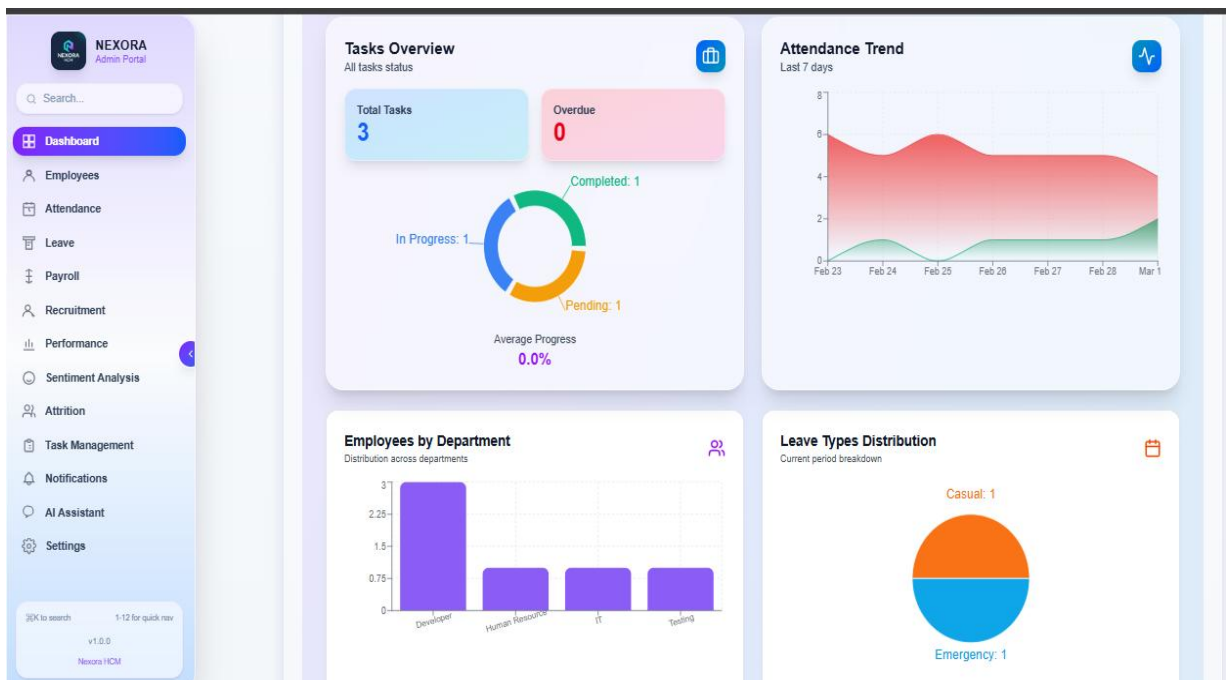 NEXORA
Admin Portal
NEXORA
HCM
Search...
Dashboard
Employees
Attendance
Leave
Payroll
Recruitment
Performance
Sentiment Analysis
Attrition
Task Management
Notifications
AI Assistant
Settings
⌘K to search 1-12 for quick nav
v1.0.0
Nexora HCM
Tasks Overview
All tasks status
Total Tasks
3
Overdue
0
Completed: 1
In Progress: 1
Pending: 1
Average Progress
0.0%
Attendance Trend
Last 7 days
8
6
4
2
0
Feb 23 Feb 24 Feb 25 Feb 26 Feb 27 Feb 28 Mar 1
Employees by Department
Distribution across departments
3
2.25
1.5
0.75
0
Developer Human Resource IT Testing
Leave Types Distribution
Current period breakdown
Casual: 1
Emergency: 1